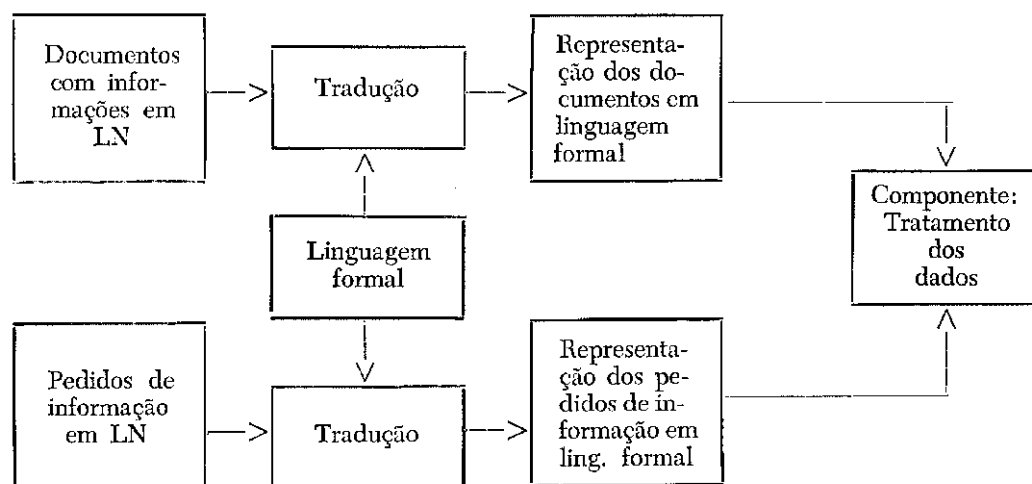 Documentos
com infor-
mações em
LN
Tradução
Representa-
ção dos do-
cumentos em
linguagem
formal
Componente:
Tratamento
dos
dados
Linguagem
formal
Pedidos de
informação
em LN
Tradução
Representa-
ção dos pe-
didos de in-
formação em
ling. formal